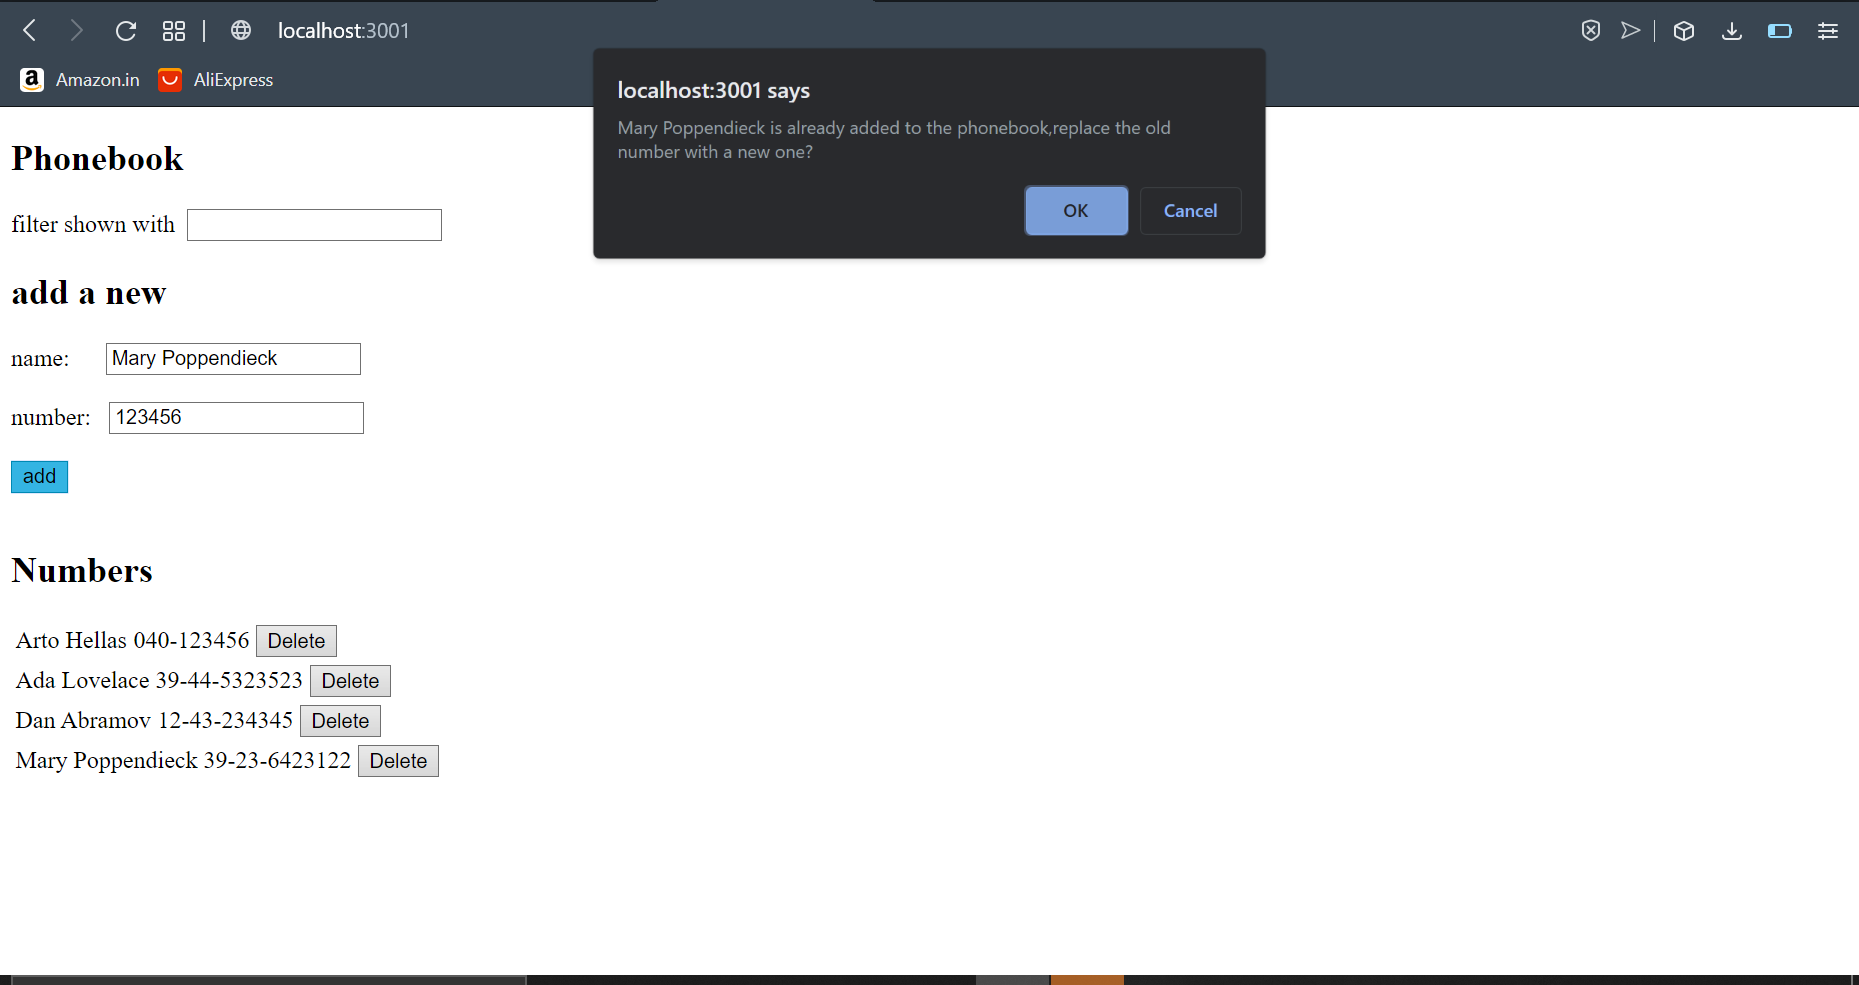 localhost:3001
a Amazon.in AliExpress
localhost:3001 says
Mary Poppendieck is already added to the phonebook,replace the old
number with a new one?
OK Cancel
Phonebook
filter shown with
add a new
name: Mary Poppendieck
number: 123456
add
Numbers
Arto Hellas 040-123456 Delete
Ada Lovelace 39-44-5323523 Delete
Dan Abramov 12-43-234345 Delete
Mary Poppendieck 39-23-6423122 Delete